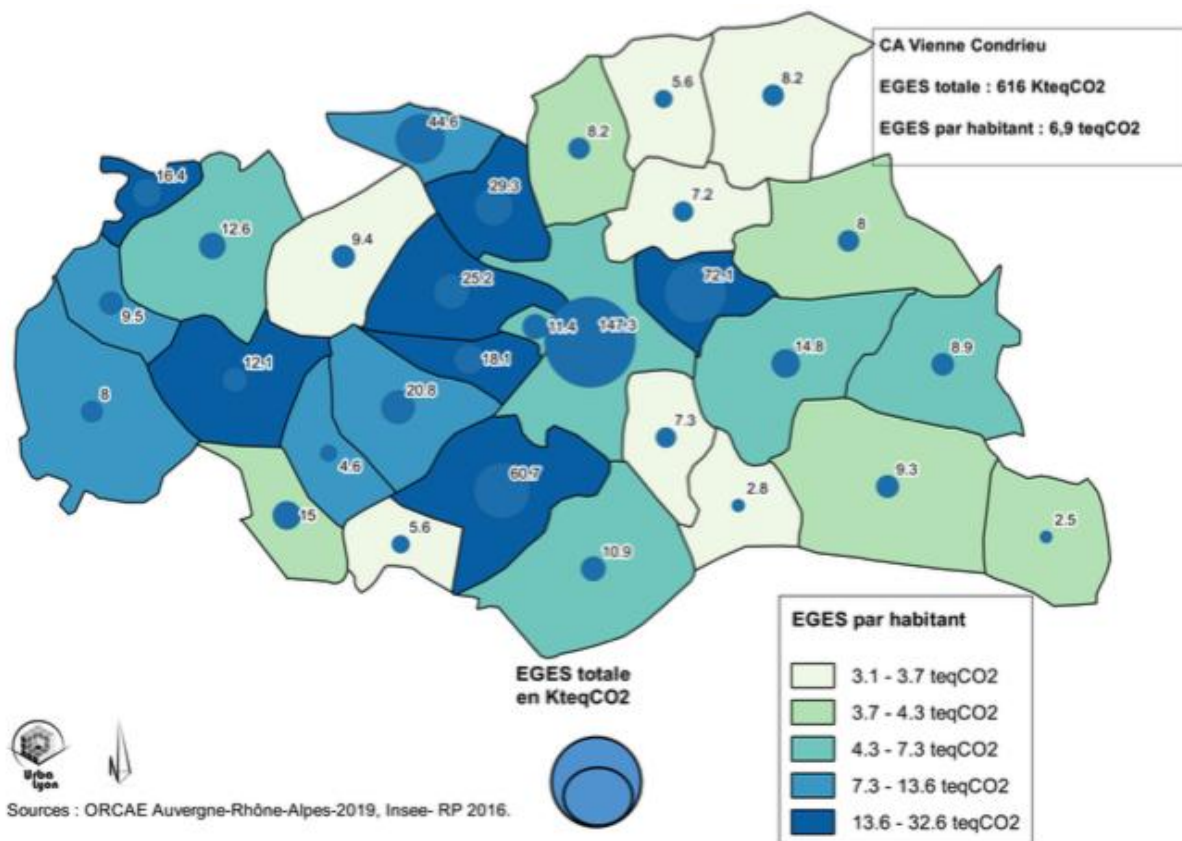 CA Vienne Condrieu
EGES totale : 616 KteqCO2
EGES par habitant : 6,9 teqCO2
5.6
8.2
44.6
8.2
16.4
29.3
7.2
12.6
9.4
8
25.2
72.1
9.5
11.4
147.3
18.1
14.8
8.9
12.1
20.8
8
7.3
4.6
60.7
9.3
2.8
15
5.6
2.5
10.9
EGES totale
en KteqCO2
EGES par habitant
3.1 - 3.7 teqCO2
3.7 - 4.3 teqCO2
4.3 - 7.3 teqCO2
7.3 - 13.6 teqCO2
13.6 - 32.6 teqCO2
Urba
Lyon
Sources : ORCAE Auvergne-Rhône-Alpes-2019, Insee- RP 2016.